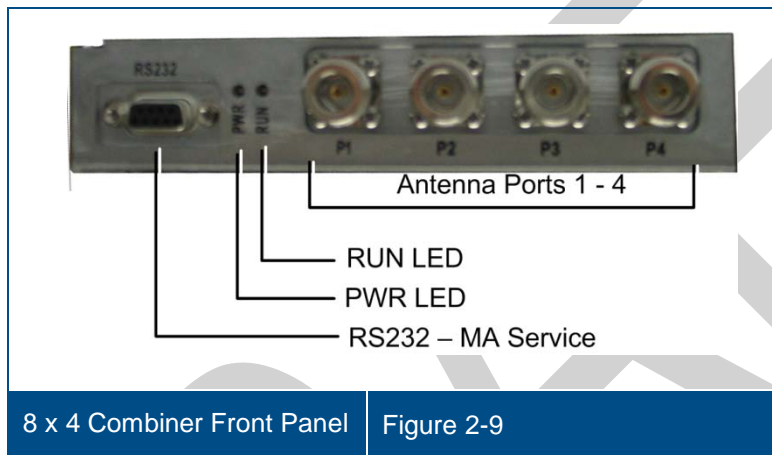 RS232
PWR
RUN
P1
P2
P3
P4
Antenna Ports 1 - 4
RUN LED
PWR LED
RS232 – MA Service
8 x 4 Combiner Front Panel
Figure 2-9